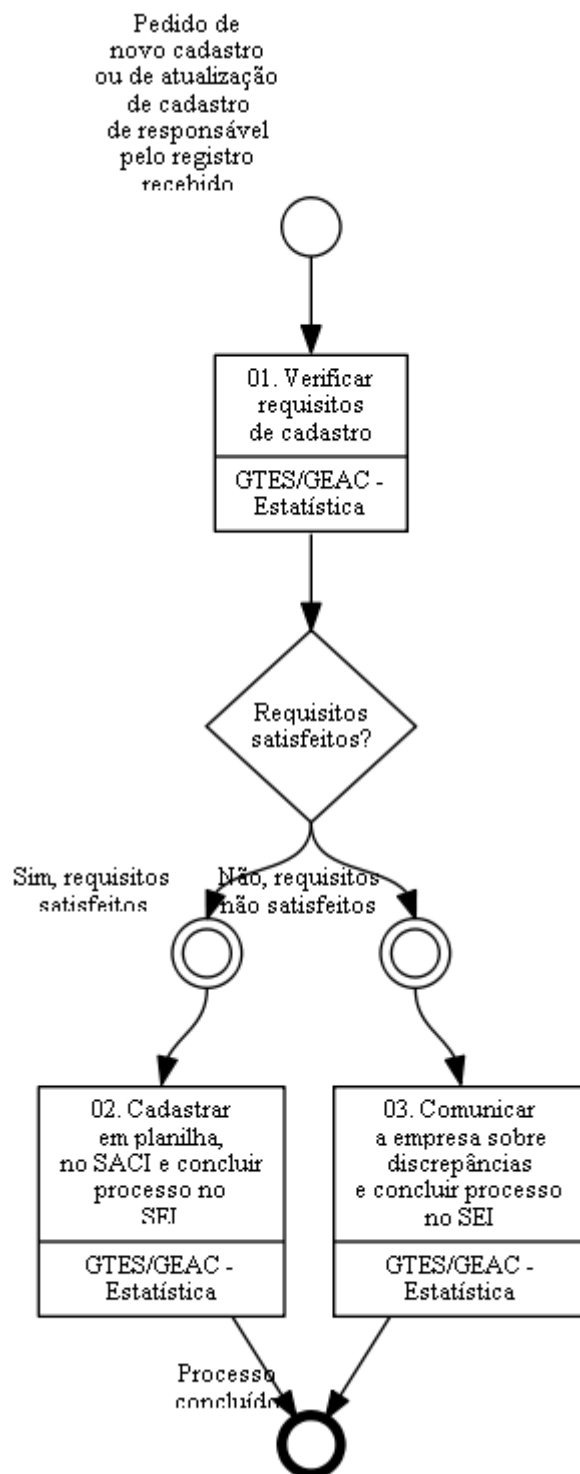 Pedido de
novo cadastro
ou de atualização
de cadastro
de responsável
pelo registro
recebido
01. Verificar
requisitos
de cadastro
GTES/GEAC -
Estatística
Requisitos
satisfeitos?
Sim, requisitos
satisfeitos
Não, requisitos
não satisfeitos
02. Cadastrar
em planilha,
no SACI e concluir
processo no
SEI
GTES/GEAC -
Estatística
03. Comunicar
a empresa sobre
discrepâncias
e concluir processo
no SEI
GTES/GEAC -
Estatística
Processo
concluído